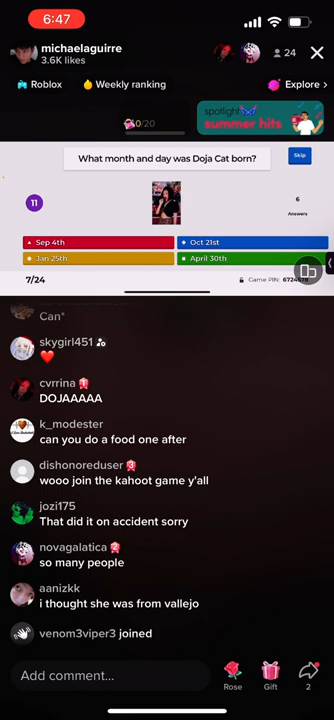 6:47
michaelaguirre
3.6K likes
24
Roblox
Weekly ranking
Explore >
0/20
spotlight
summer hits
What month and day was Doja Cat born?
Skip
11
6
Answers
Sep 4th
Oct 21st
Jan 25th
April 30th
7/24
Game PIN:
Can*
skygirl451
cvrrina 1
DOJAAAAA
k_modester
can you do a food one after
dishonoreduser 3
wooo join the kahoot game y'all
jozi175
That did it on accident sorry
novagalatica 2
so many people
aanizkk
i thought she was from vallejo
venom3viper3 joined
Add comment...
Rose
Gift
2